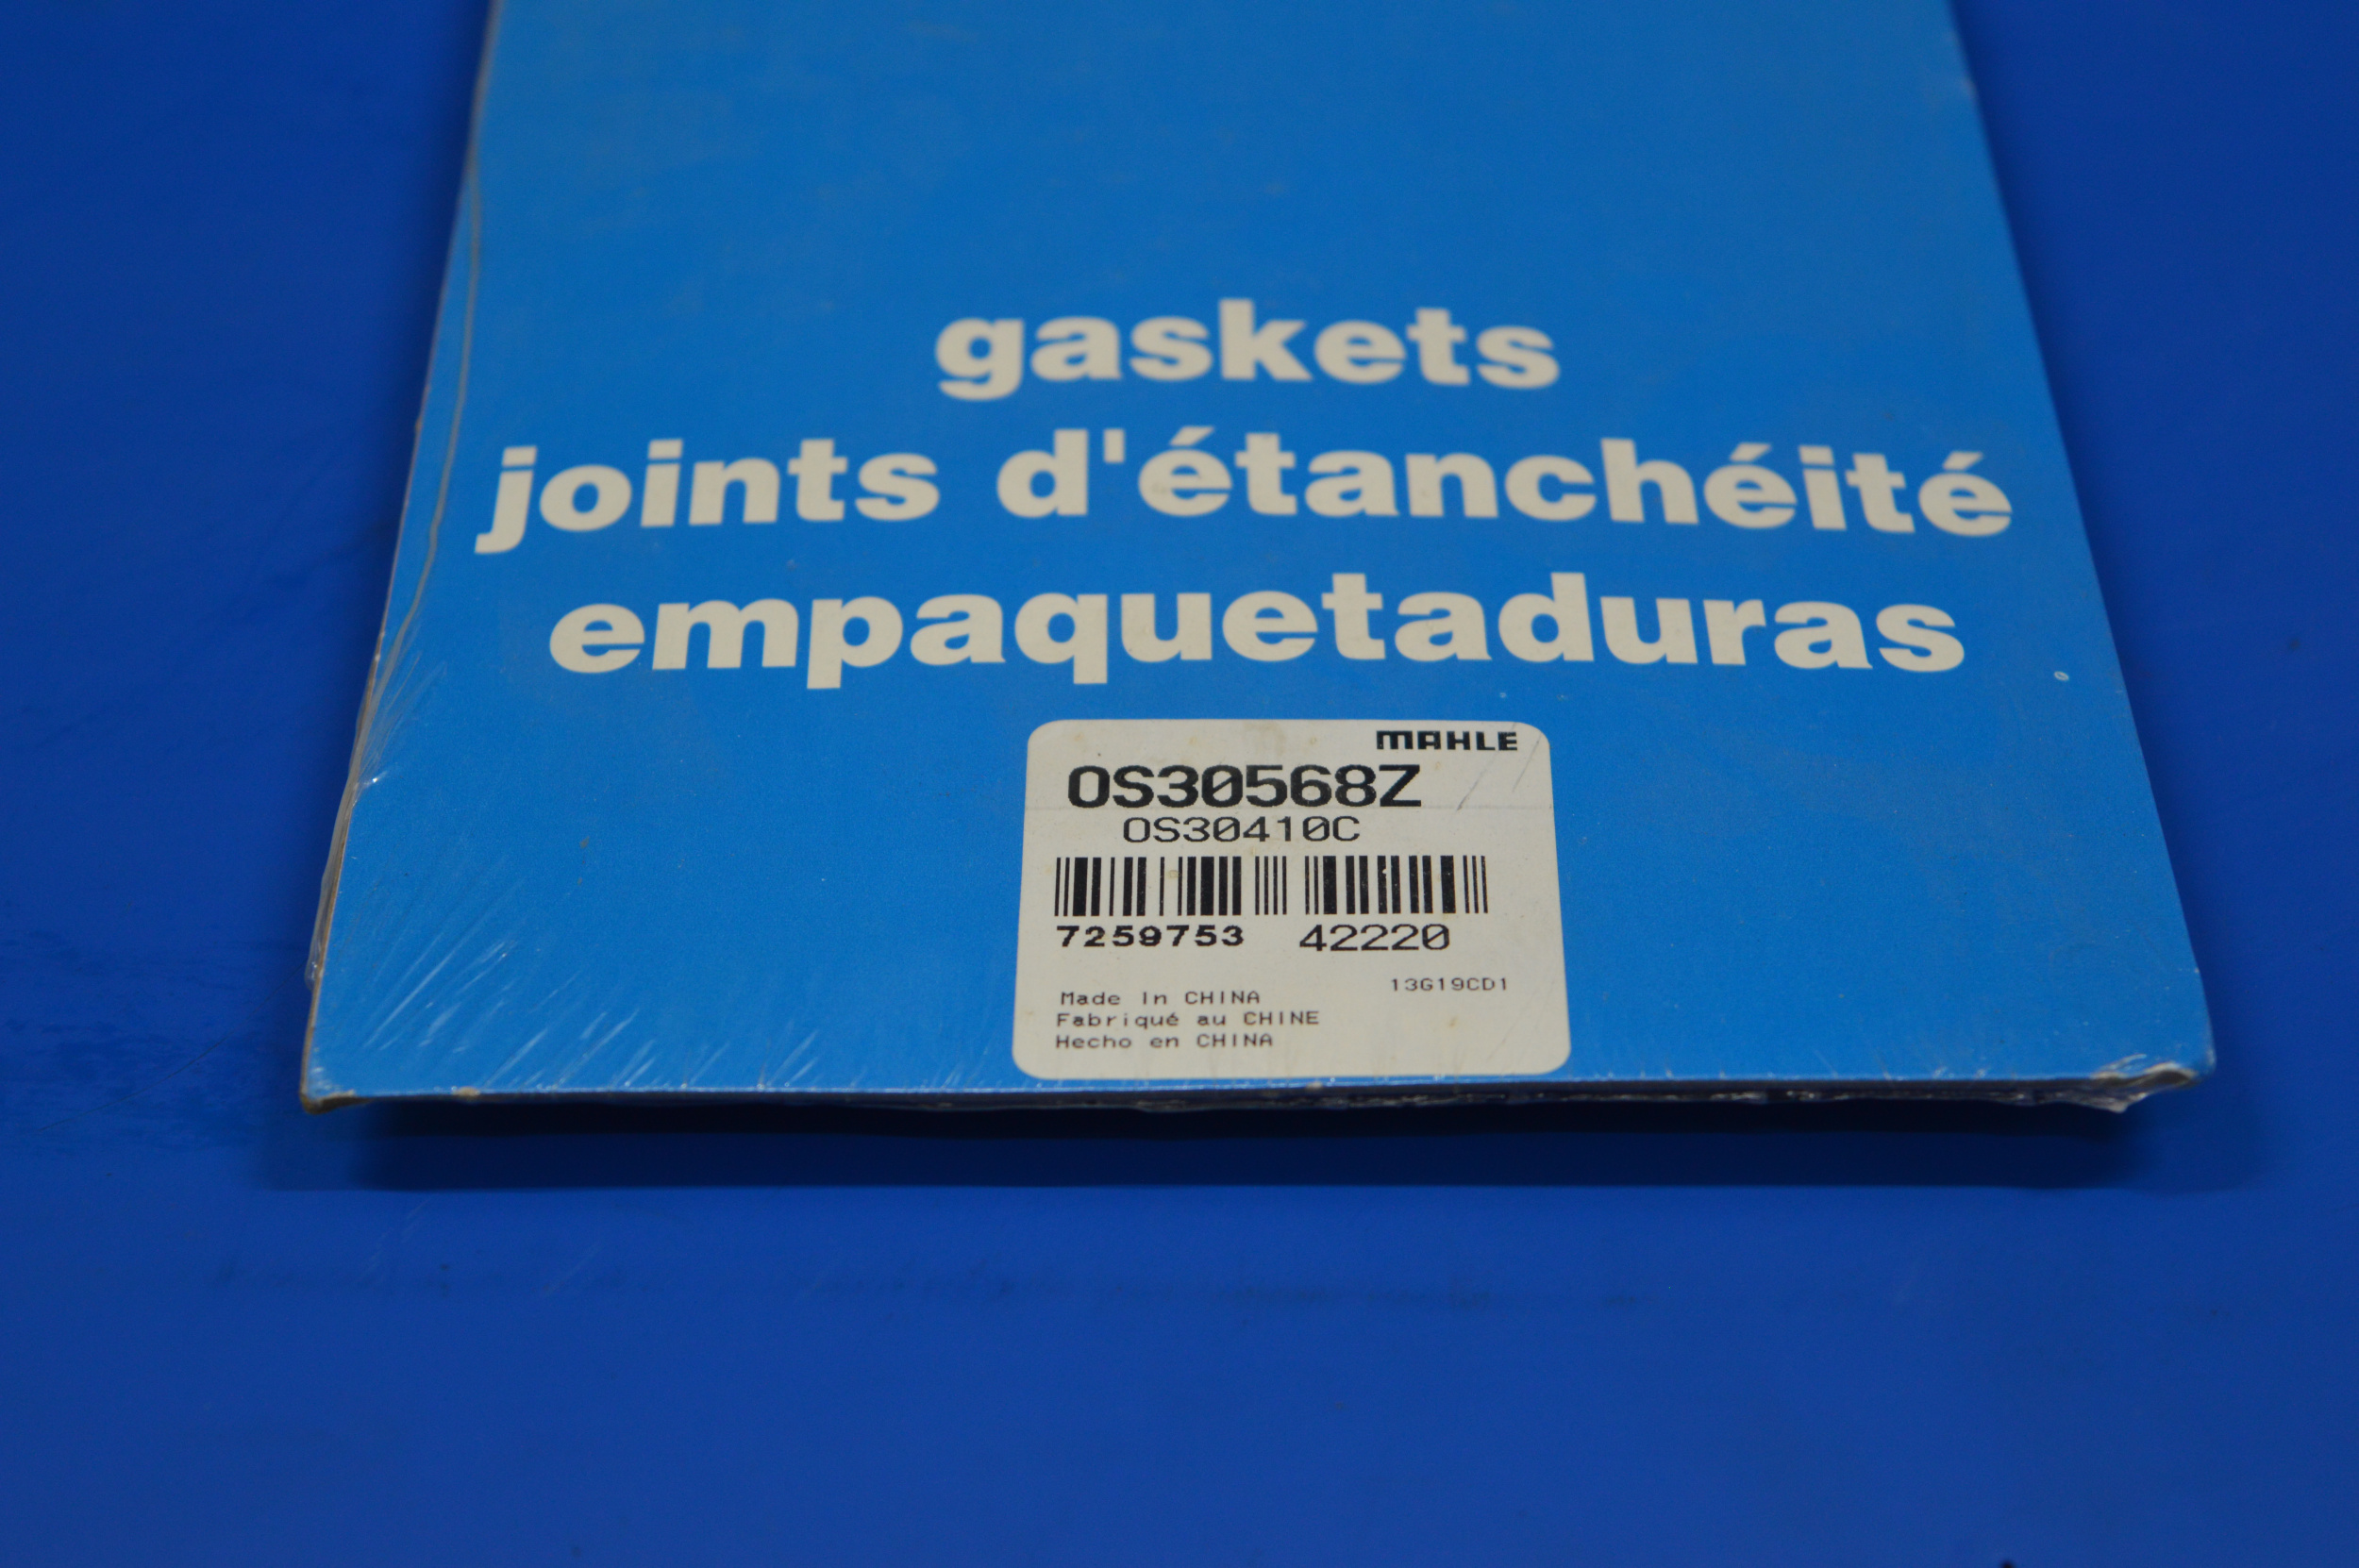 gaskets
joints d'étanchéité
empaquetaduras
MAHLE
OS30568Z
OS30410C
7259753 42220
13G19CD1
Made In CHINA
Fabriqué au CHINE
Hecho en CHINA